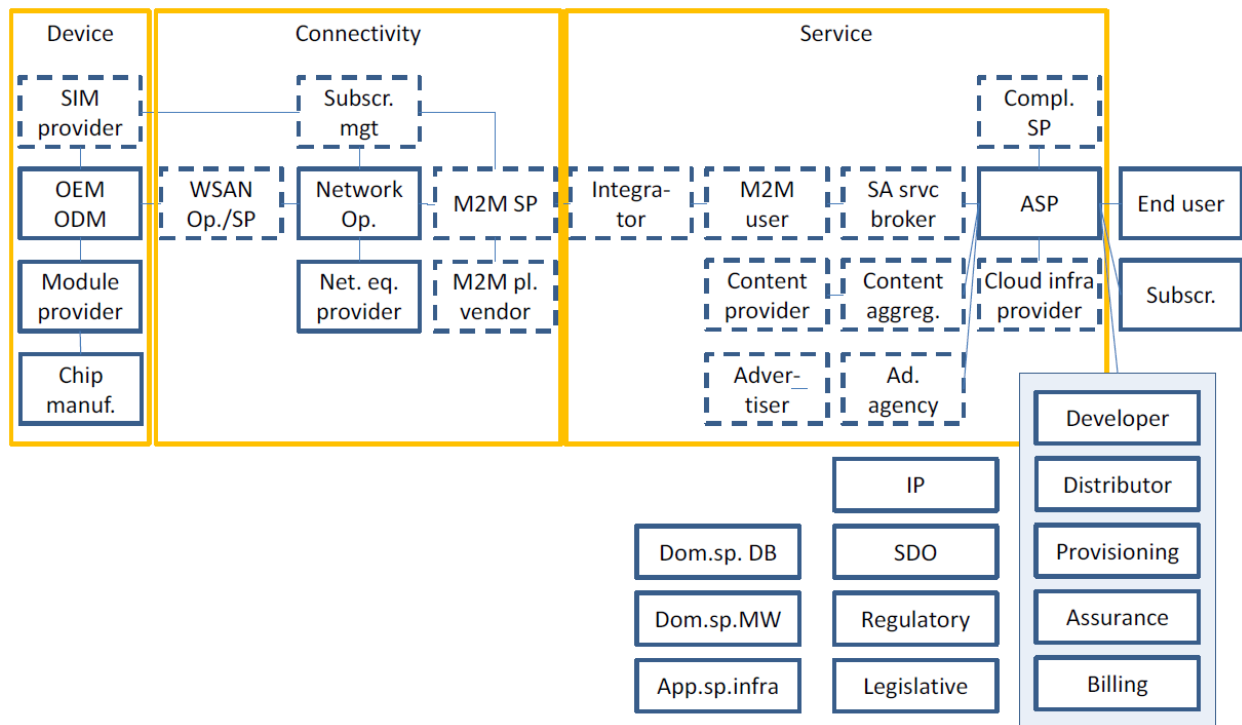 Device
Connectivity
Service
SIM
provider
Subscr.
mgt
Compl.
SP
OEM
ODM
WSAN
Op./SP
Network
Op.
M2M SP
Integra-
tor
M2M
user
SA srvc
broker
ASP
End user
Module
provider
Net. eq.
provider
M2M pl.
vendor
Content
provider
Content
aggreg.
Cloud infra
provider
Subscr.
Chip
manuf.
Adver-
tiser
Ad.
agency
Developer
IP
Distributor
Dom.sp. DB
SDO
Provisioning
Dom.sp.MW
Regulatory
Assurance
App.sp.infra
Legislative
Billing